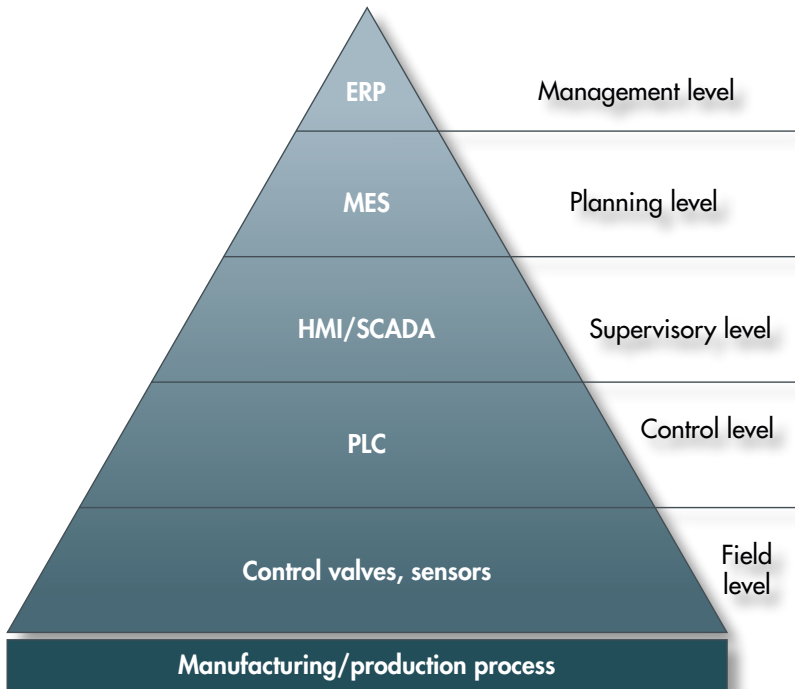 ERP
Management level
MES
Planning level
HMI/SCADA
Supervisory level
PLC
Control level
Control valves, sensors
Field
level
Manufacturing/production process